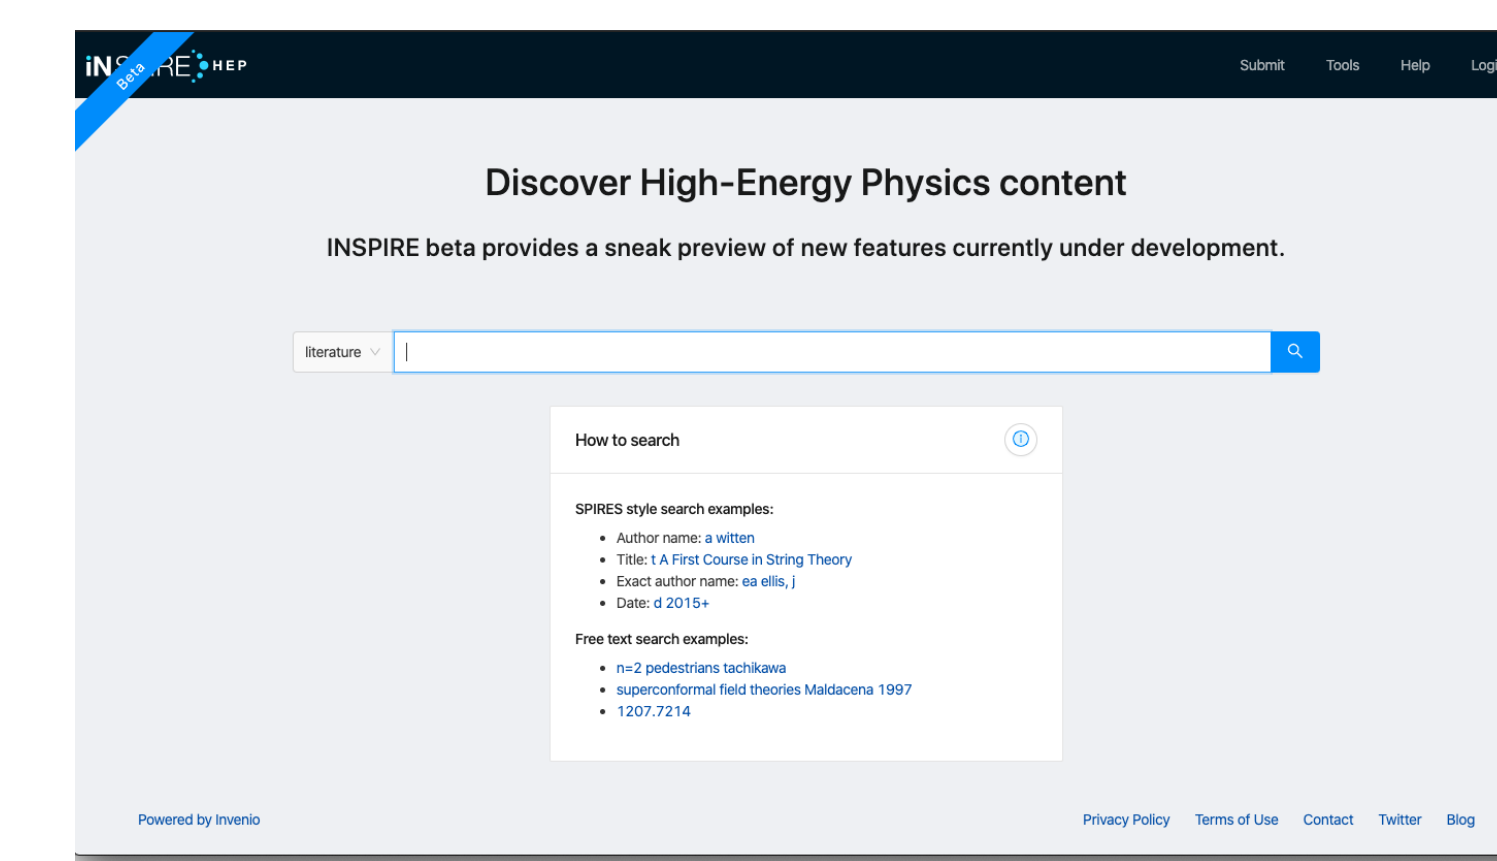 INSPIRE HEP
Beta
Submit Tools Help Logi
Discover High-Energy Physics content
INSPIRE beta provides a sneak preview of new features currently under development.
literature
How to search
SPIRES style search examples:
• Author name: a witten
• Title: t A First Course in String Theory
• Exact author name: ea ellis, j
• Date: d 2015+
Free text search examples:
• n=2 pedestrians tachikawa
• superconformal field theories Maldacena 1997
• 1207.7214
Powered by Invenio Privacy Policy Terms of Use Contact Twitter Blog